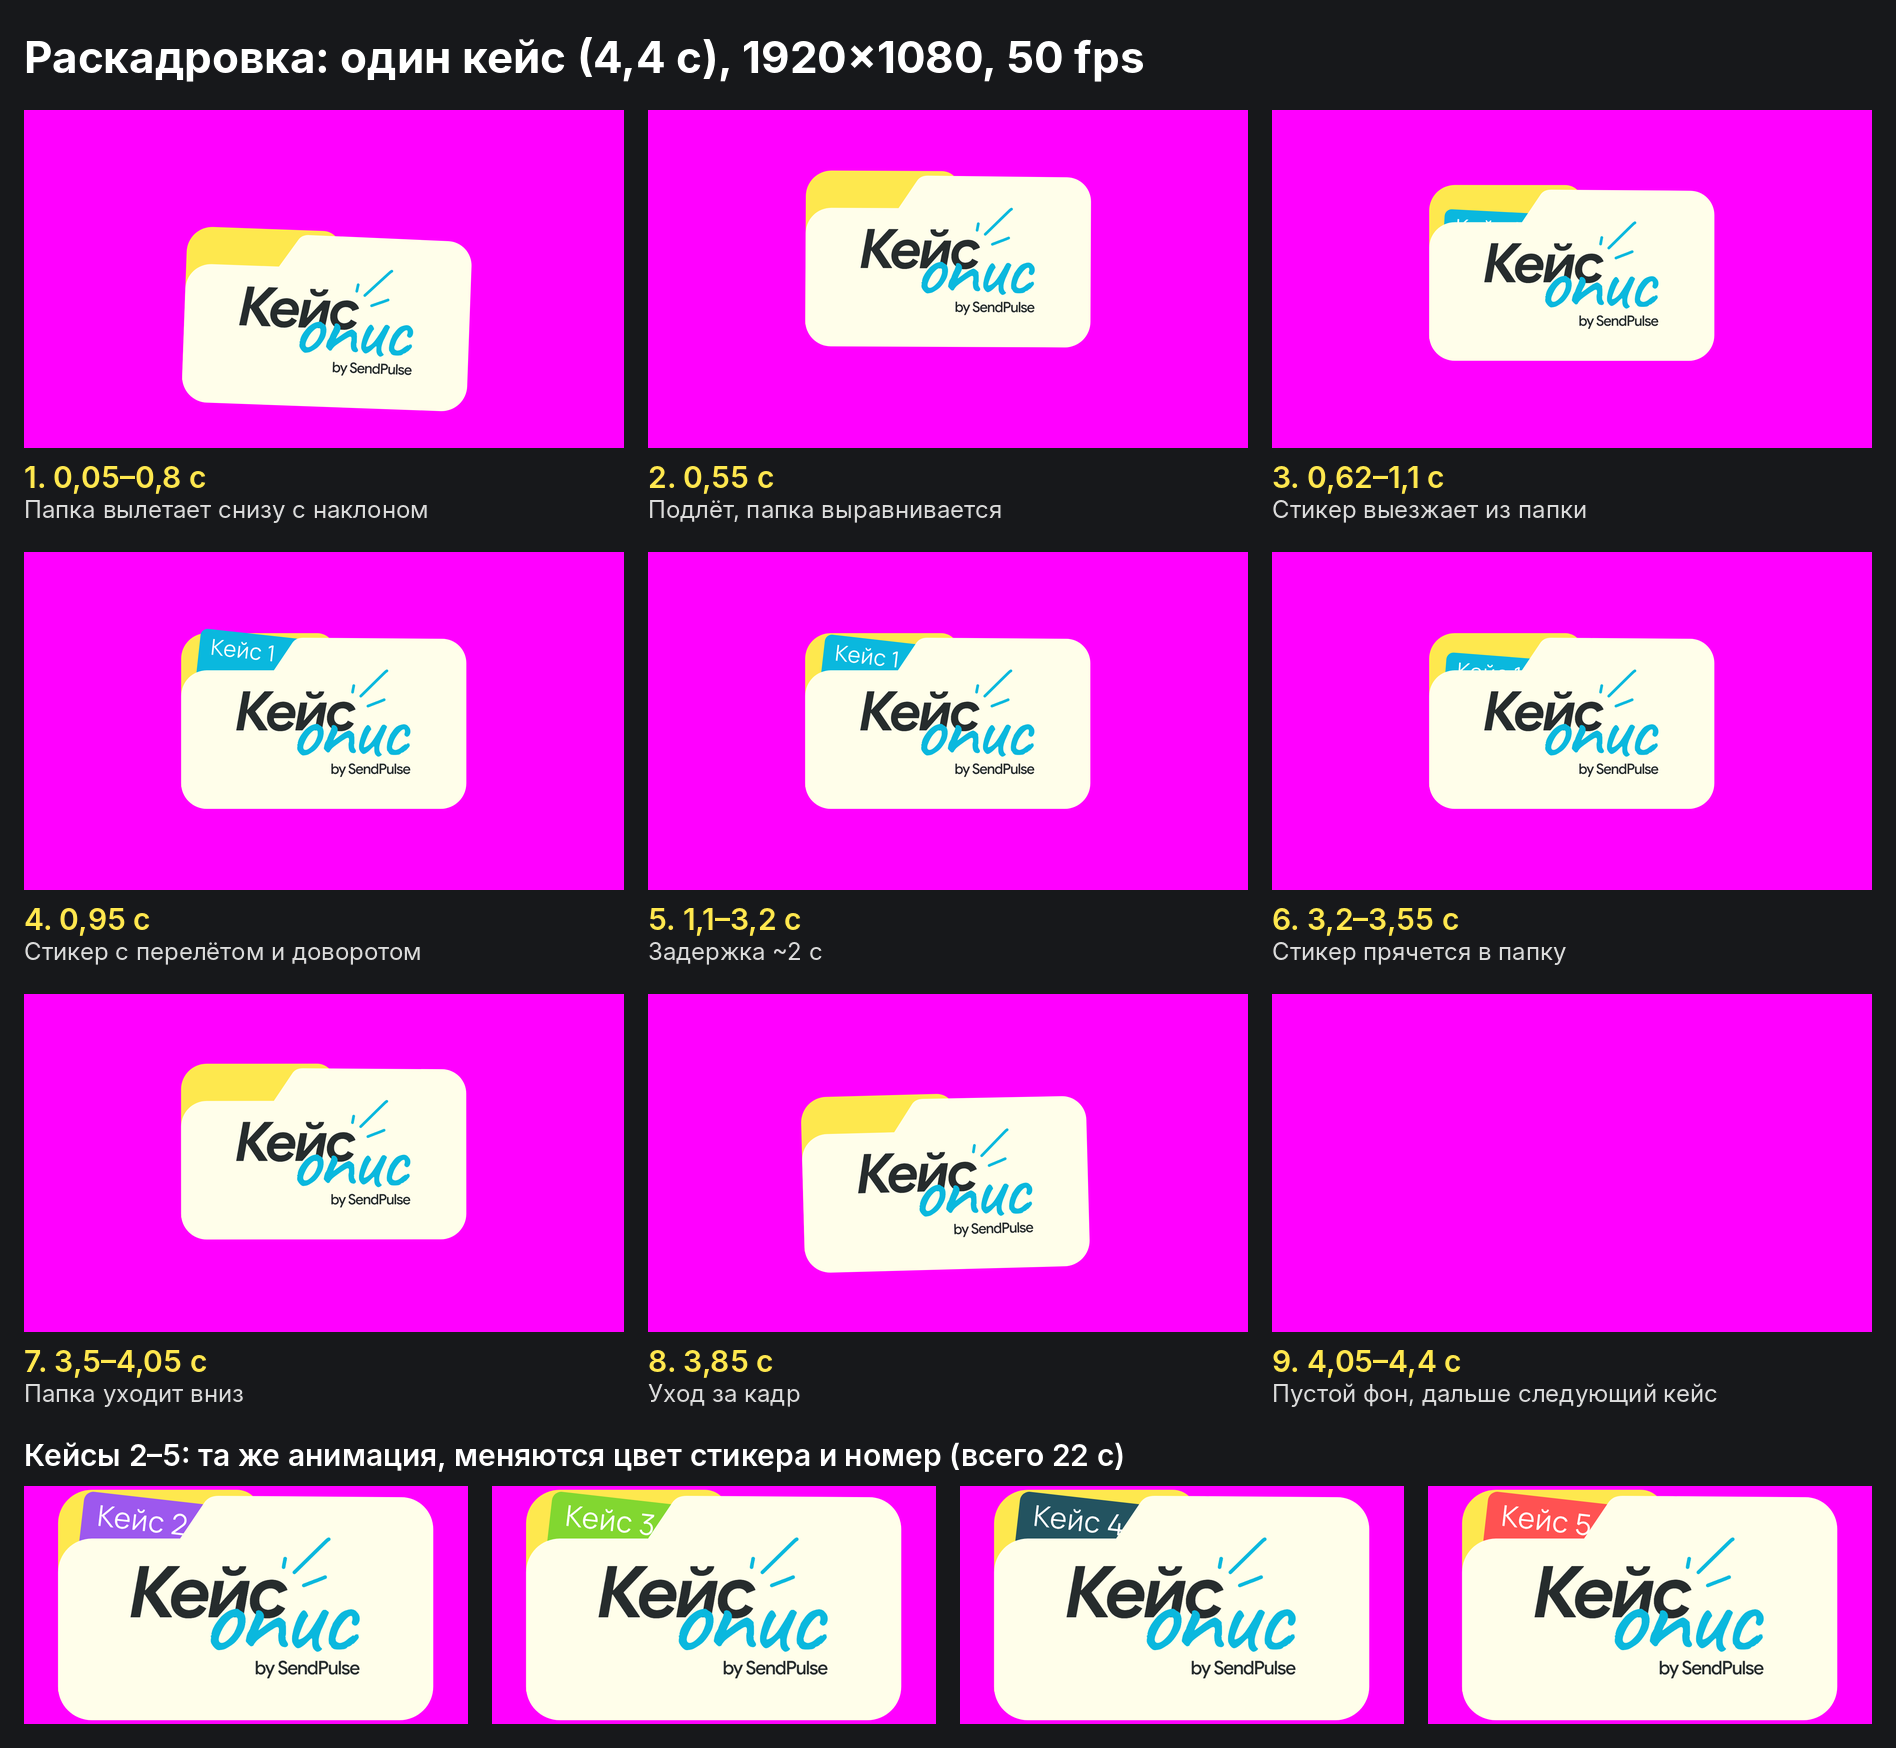 Раскадровка: один кейс (4,4 с), 1920×1080, 50 fps
Кейс
опис
by SendPulse
Кейс
опис
by SendPulse
Кейс
опис
by SendPulse
1. 0,05–0,8 с
Папка вылетает снизу с наклоном
2. 0,55 с
Подлёт, папка выравнивается
3. 0,62–1,1 с
Стикер выезжает из папки
Кейс 1
Кейс
опис
by SendPulse
Кейс 1
Кейс
опис
by SendPulse
Кейс 1
Кейс
опис
by SendPulse
4. 0,95 с
Стикер с перелётом и доворотом
5. 1,1–3,2 с
Задержка ~2 с
6. 3,2–3,55 с
Стикер прячется в папку
Кейс
опис
by SendPulse
Кейс
опис
by SendPulse
7. 3,5–4,05 с
Папка уходит вниз
8. 3,85 с
Уход за кадр
9. 4,05–4,4 с
Пустой фон, дальше следующий кейс
Кейсы 2–5: та же анимация, меняются цвет стикера и номер (всего 22 с)
Кейс 2
Кейс
опис
by SendPulse
Кейс 3
Кейс
опис
by SendPulse
Кейс 4
Кейс
опис
by SendPulse
Кейс 5
Кейс
опис
by SendPulse